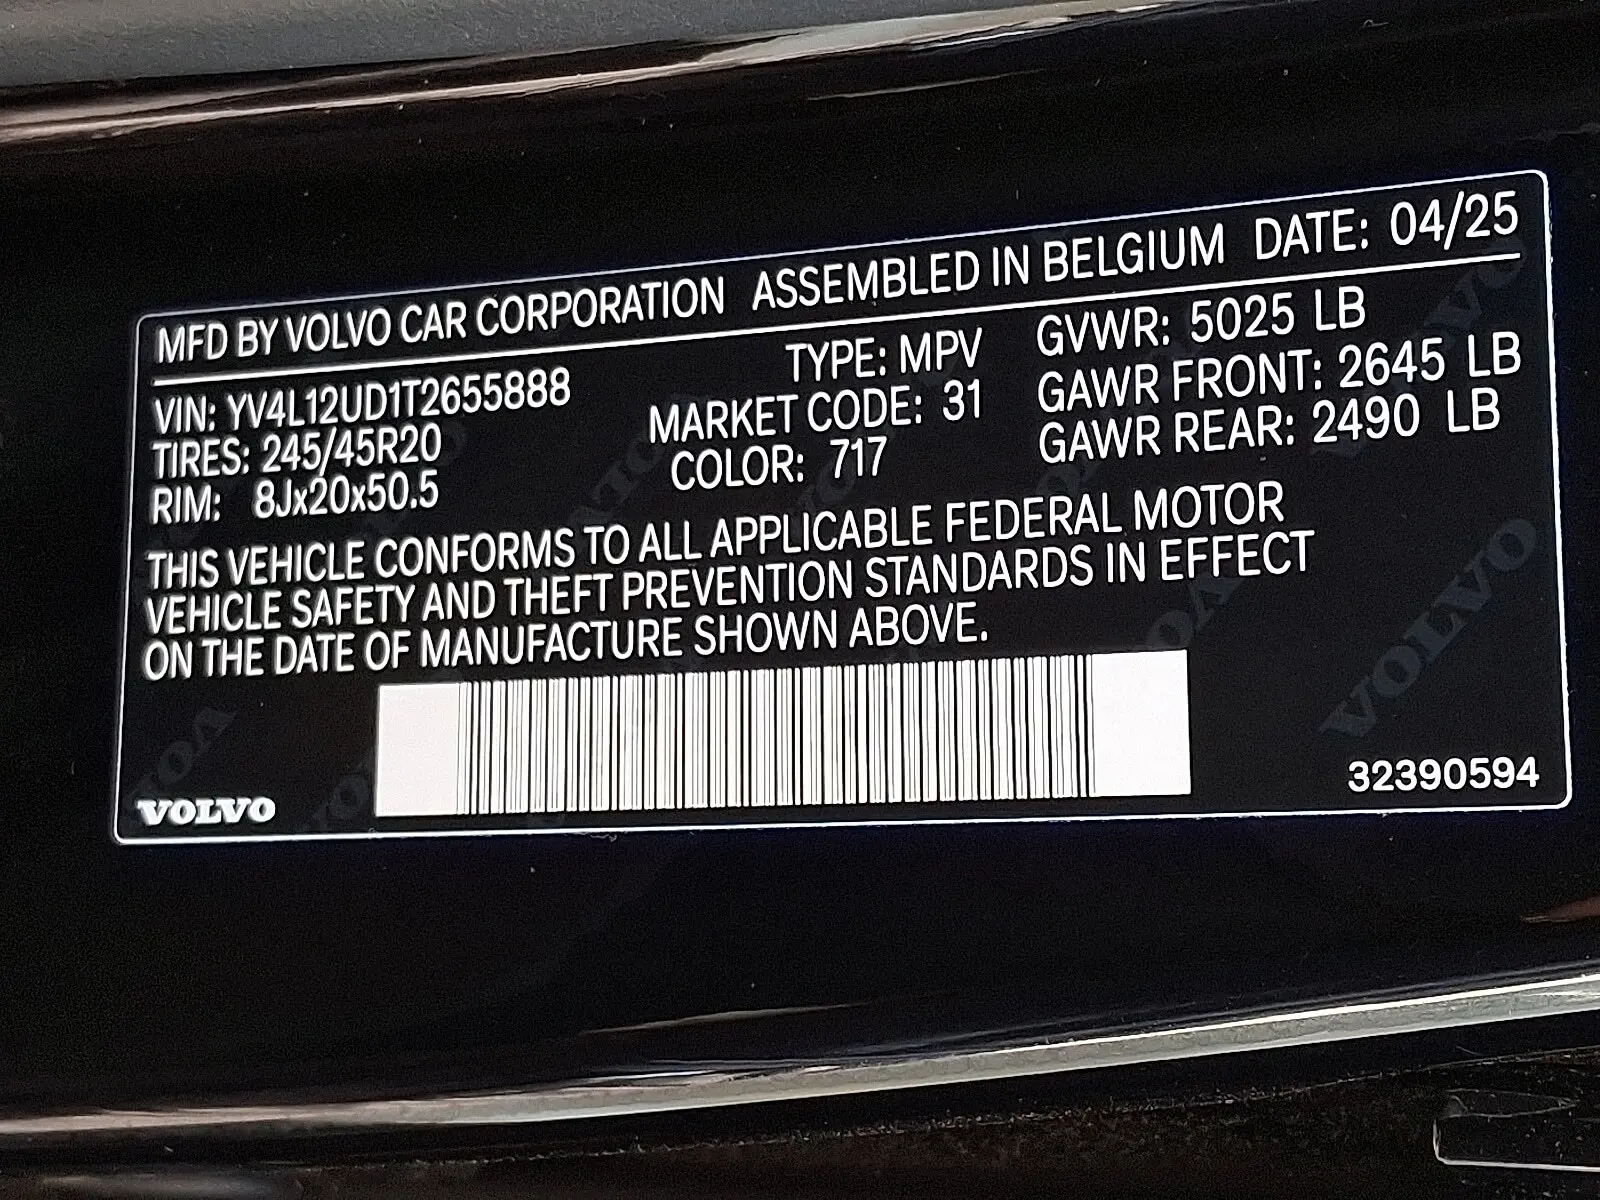 MFD BY VOLVO CAR CORPORATION ASSEMBLED IN BELGIUM DATE: 04/25
VIN: YV4L12UD1T2655888 TYPE: MPV GVWR: 5025 LB
TIRES: 245/45R20 MARKET CODE: 31 GAWR FRONT: 2645 LB
RIM: 8Jx20x50.5 COLOR: 717 GAWR REAR: 2490 LB
THIS VEHICLE CONFORMS TO ALL APPLICABLE FEDERAL MOTOR
VEHICLE SAFETY AND THEFT PREVENTION STANDARDS IN EFFECT
ON THE DATE OF MANUFACTURE SHOWN ABOVE.
VOLVO
32390594
VOLVO